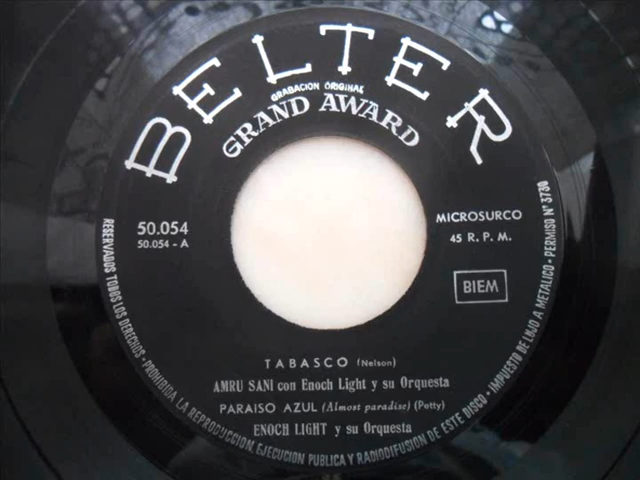 BELTER
GRABACION ORIGINAL
GRAND AWARD
50.054
50.054 - A
MICROSURCO
45 R. P. M.
BIEM
TABASCO (Nelson)
AMRU SANI con Enoch Light y su Orquesta
PARAISO AZUL (Almost paradise) (Petty)
ENOCH LIGHT y su Orquesta
RESERVADOS TODOS LOS DERECHOS - PROHIBIDA LA REPRODUCCION, EJECUCION PUBLICA Y RADIODIFUSION DE ESTE DISCO - IMPUESTO DE LUJO A METALICO - PERMISO Nº 3730